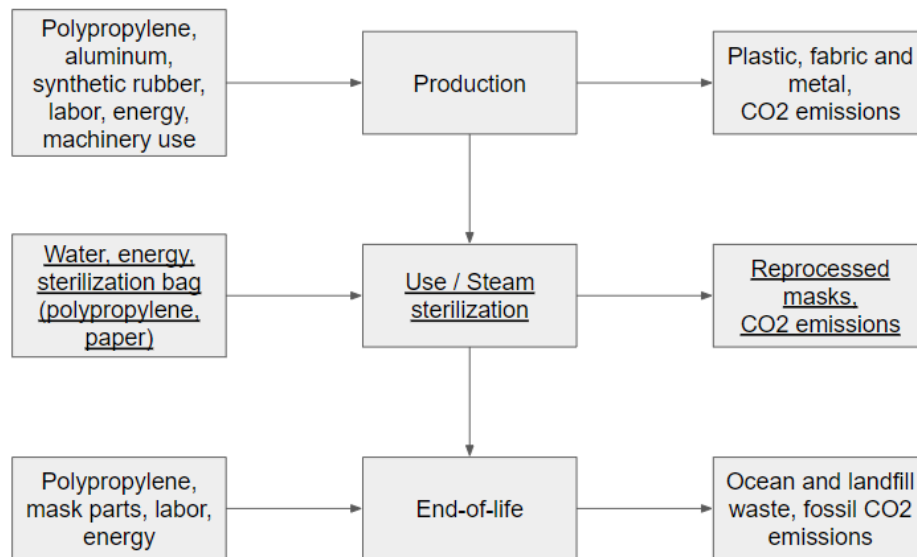 Polypropylene,
aluminum,
synthetic rubber,
labor, energy,
machinery use
Production
Plastic, fabric and
metal,
CO2 emissions
Water, energy,
sterilization bag
(polypropylene,
paper)
Use / Steam
sterilization
Reprocessed
masks,
CO2 emissions
Polypropylene,
mask parts, labor,
energy
End-of-life
Ocean and landfill
waste, fossil CO2
emissions